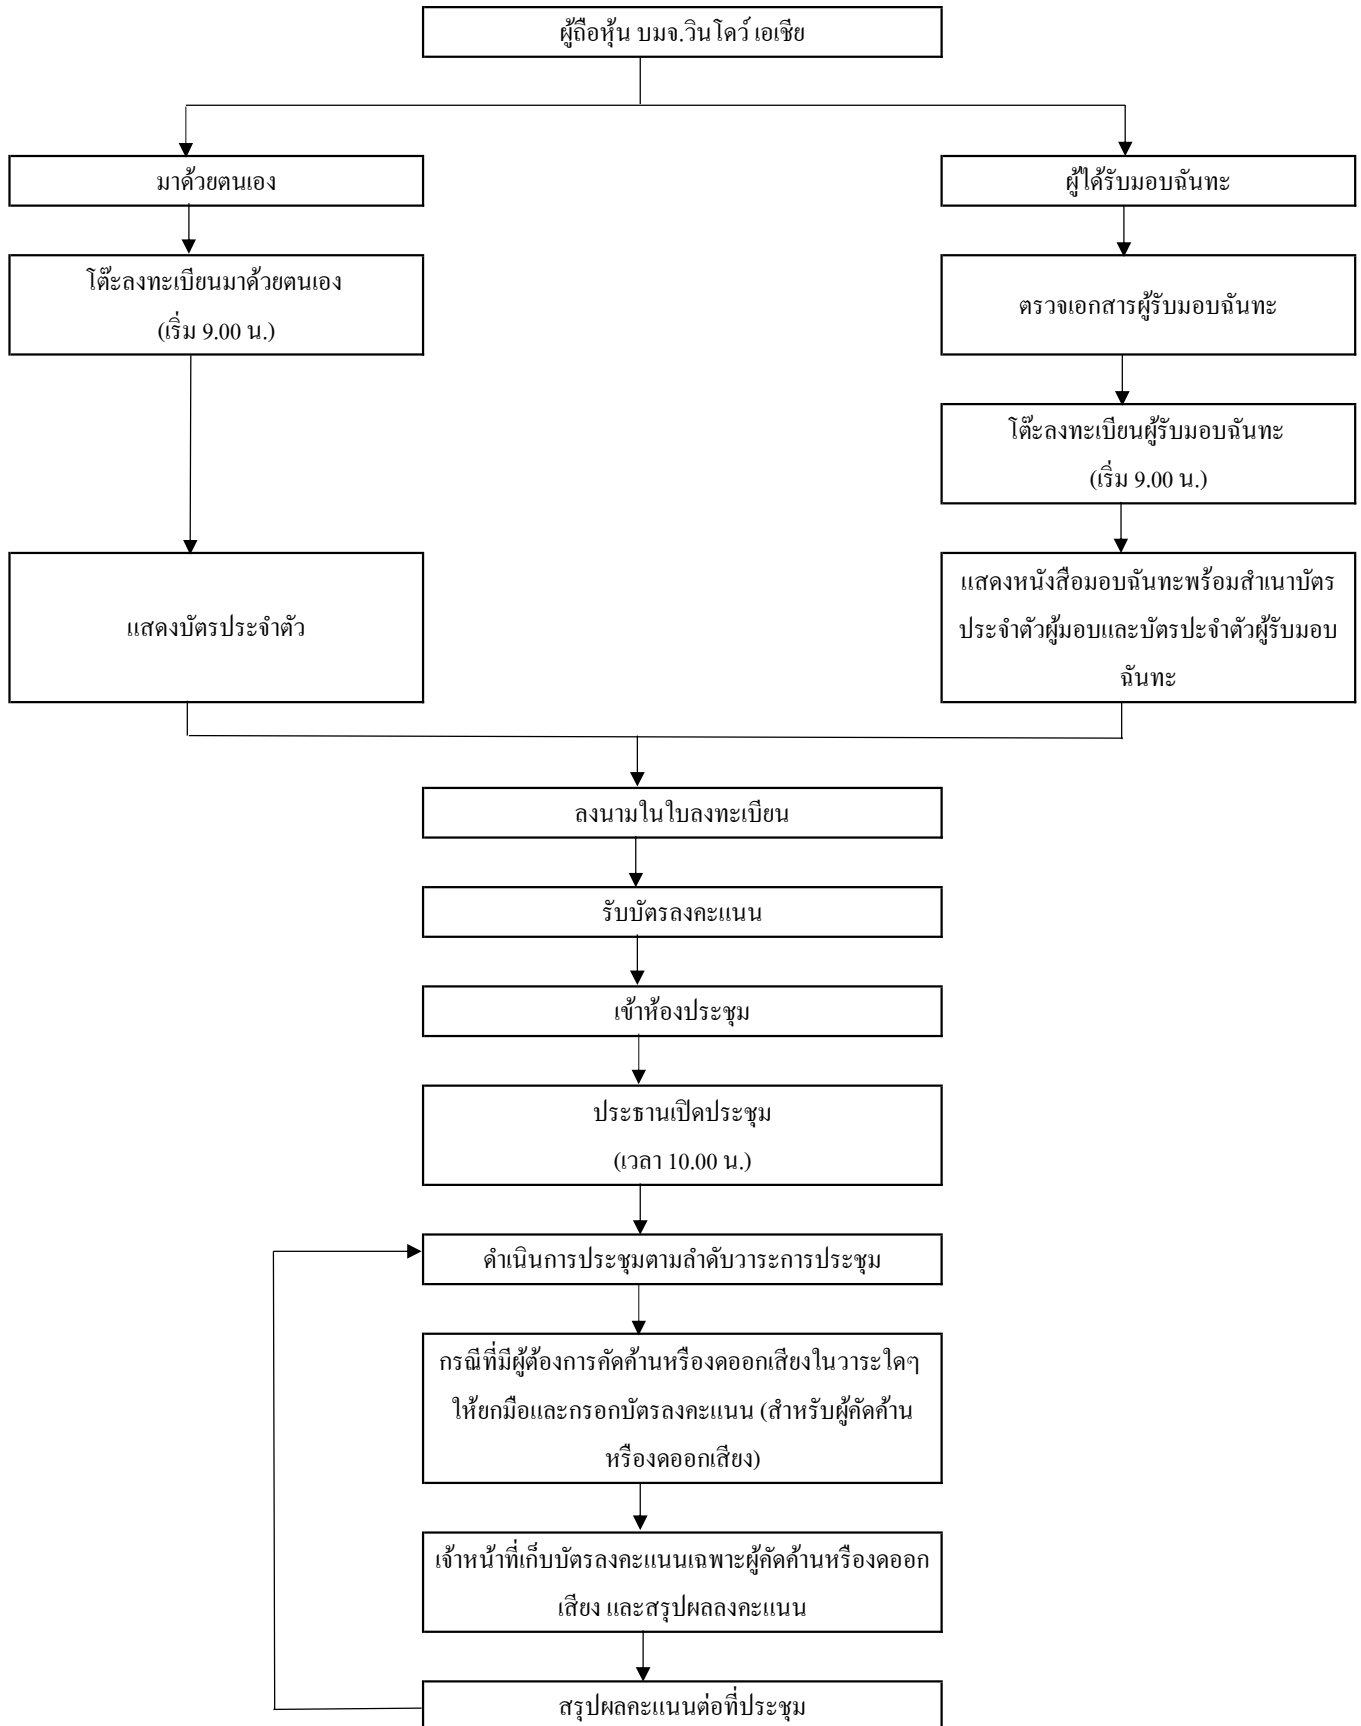 ผู้ถือหุ้น บมจ.วินโดว์ เอเชีย
มาด้วยตนเอง
ผู้ได้รับมอบฉันทะ
โต๊ะลงทะเบียนมาด้วยตนเอง
(เริ่ม 9.00 น.)
ตรวจเอกสารผู้รับมอบฉันทะ
โต๊ะลงทะเบียนผู้รับมอบฉันทะ
(เริ่ม 9.00 น.)
แสดงบัตรประจำตัว
แสดงหนังสือมอบฉันทะพร้อมสำเนาบัตร
ประจำตัวผู้มอบและบัตรปะจำตัวผู้รับมอบ
ฉันทะ
ลงนามในใบลงทะเบียน
รับบัตรลงคะแนน
เข้าห้องประชุม
ประธานเปิดประชุม
(เวลา 10.00 น.)
ดำเนินการประชุมตามลำดับวาระการประชุม
กรณีที่มีผู้ต้องการคัดค้านหรืองดออกเสียงในวาระใดๆ
ให้ยกมือและกรอกบัตรลงคะแนน (สำหรับผู้คัดค้าน
หรืองดออกเสียง)
เจ้าหน้าที่เก็บบัตรลงคะแนนเฉพาะผู้คัดค้านหรืองดออก
เสียง และสรุปผลลงคะแนน
สรุปผลคะแนนต่อที่ประชุม